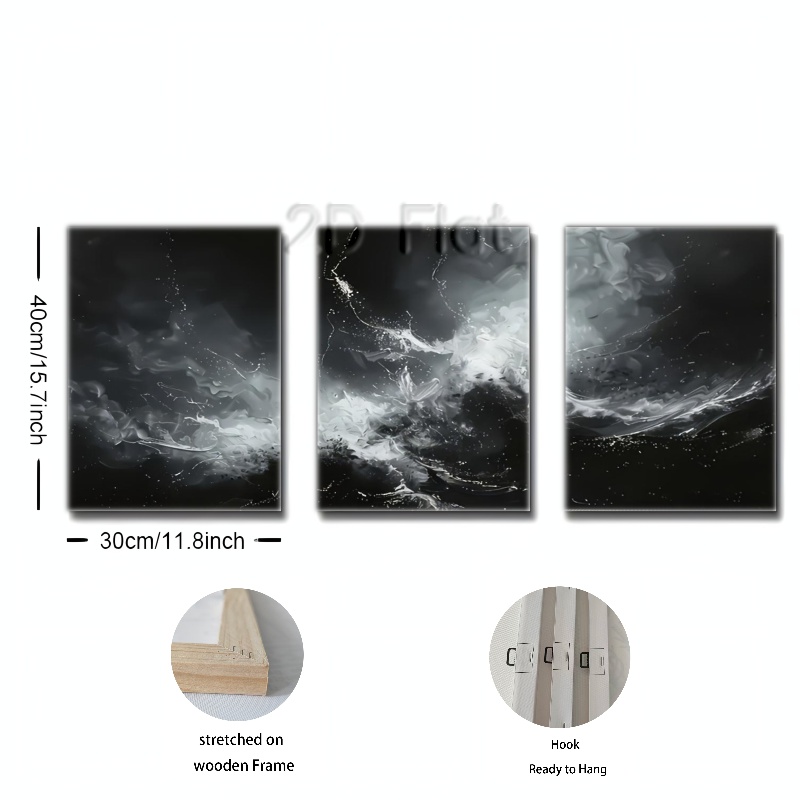 2D Flat
40cm/15.7inch
30cm/11.8inch
stretched on
wooden Frame
Hook
Ready to Hang